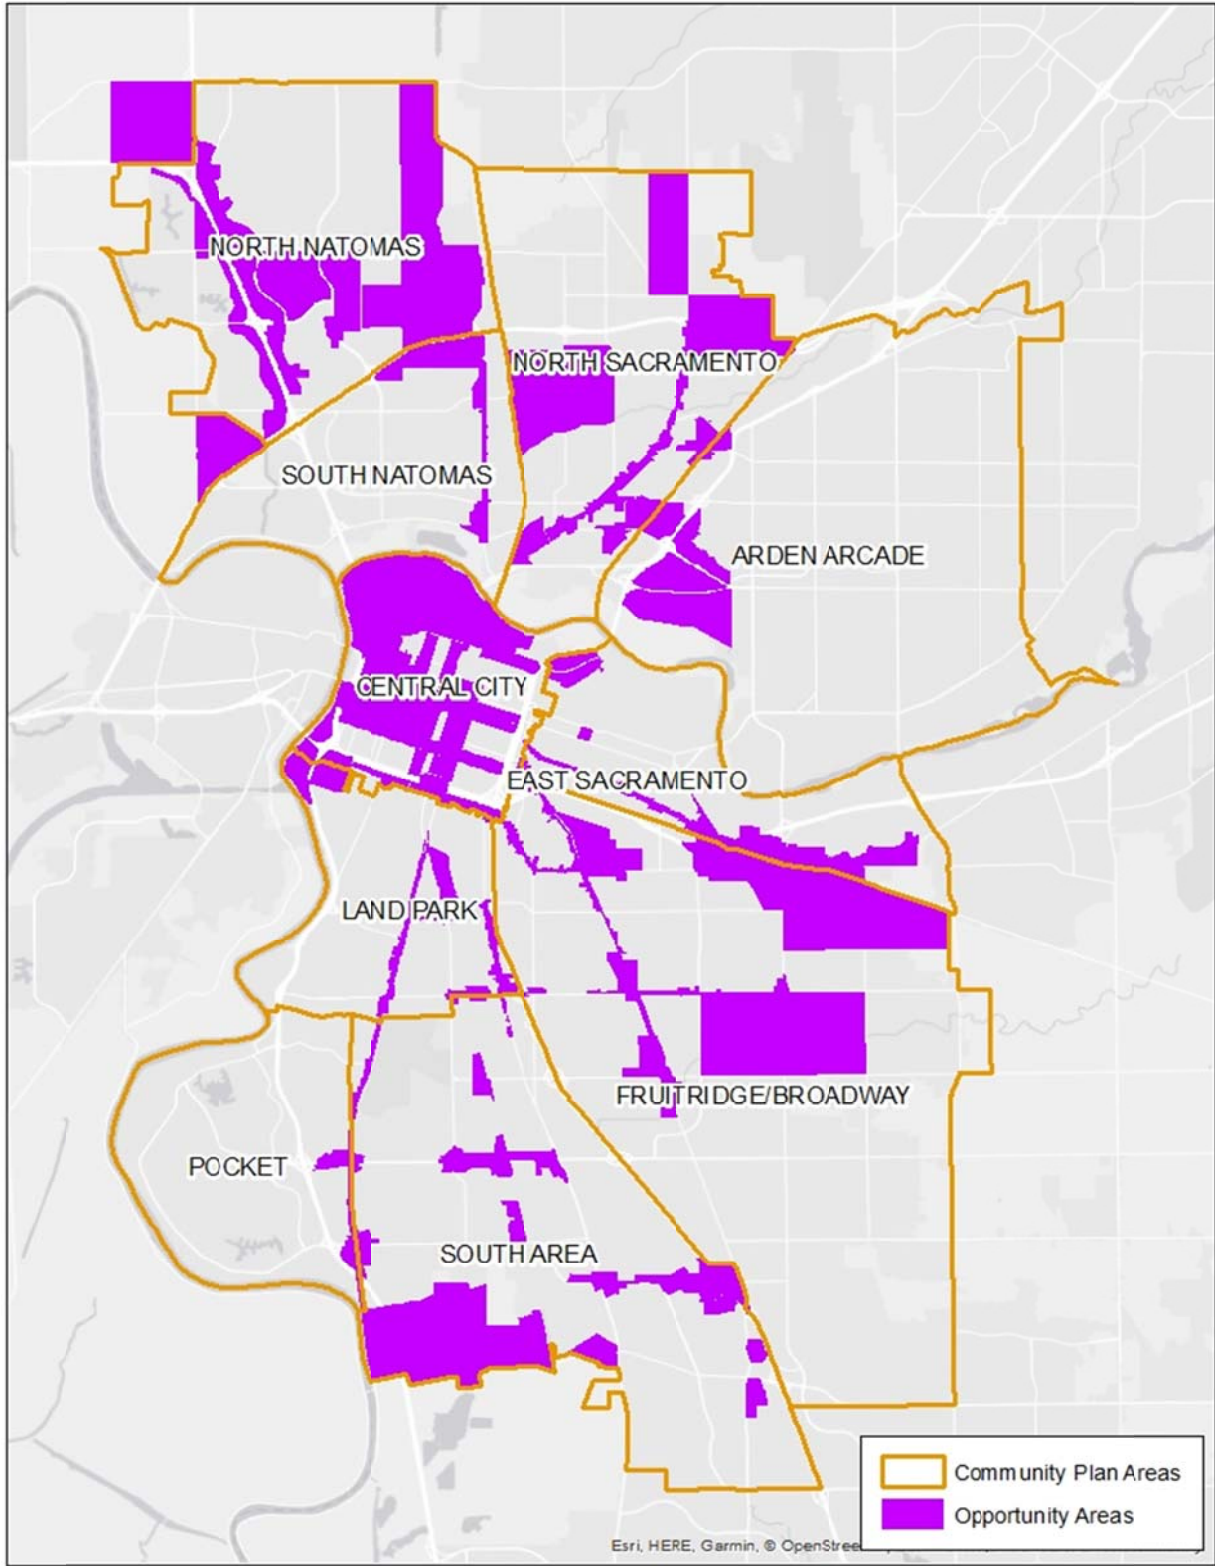 NORTH NATOMAS
NORTH SACRAMENTO
SOUTH NATOMAS
ARDEN ARCADE
CENTRAL CITY
EAST SACRAMENTO
LAND PARK
FRUITRIDGE/BROADWAY
POCKET
SOUTH AREA
Community Plan Areas
Opportunity Areas
Esri, HERE, Garmin, © OpenStree